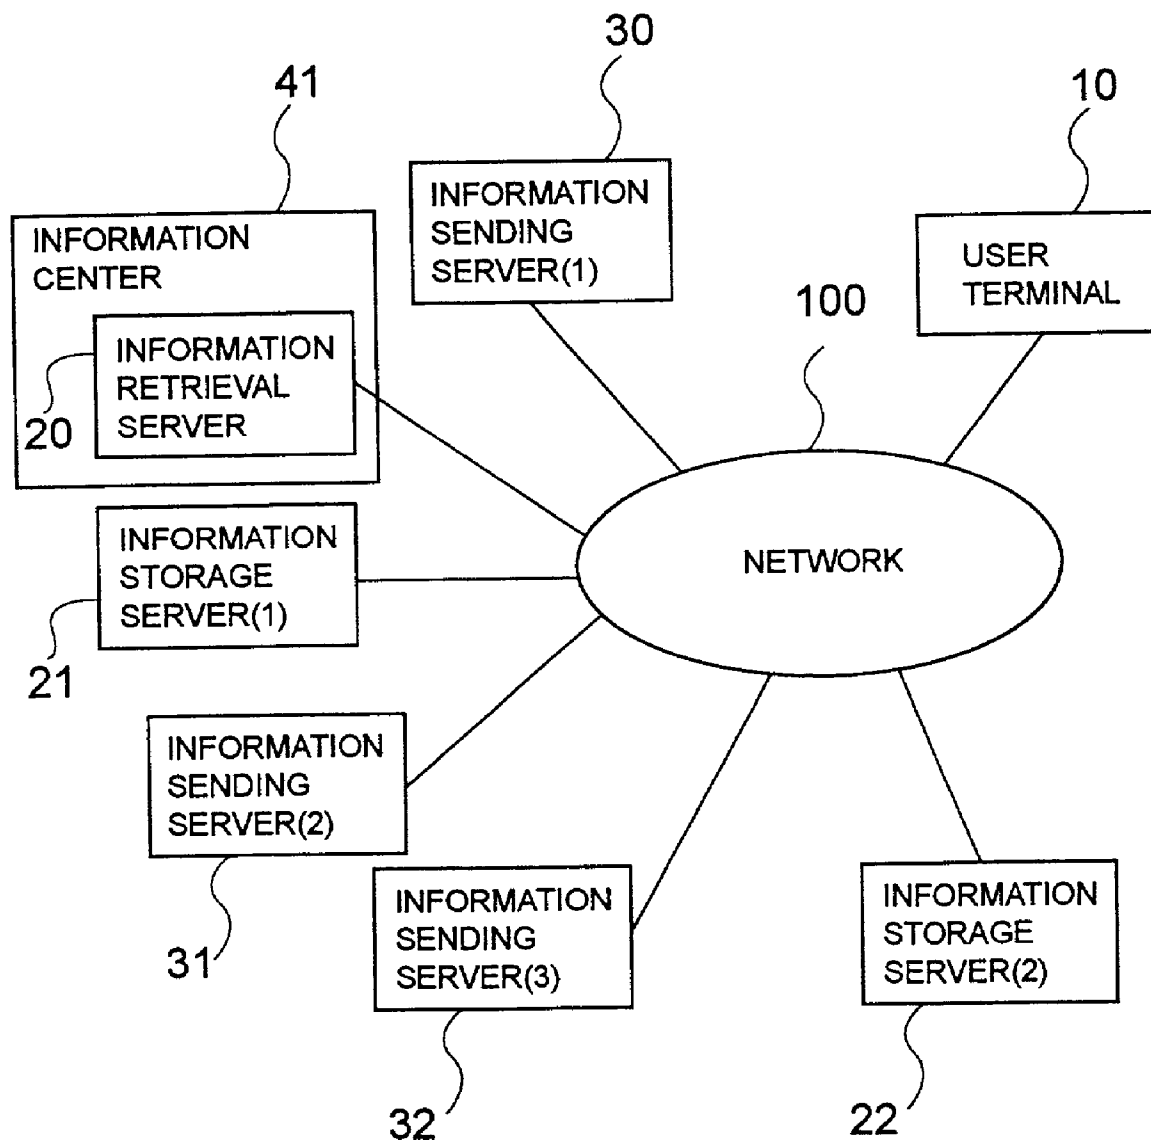 30
10
41
INFORMATION
SENDING
SERVER(1)
INFORMATION
CENTER
USER
TERMINAL
100
INFORMATION
RETRIEVAL
SERVER
20
NETWORK
INFORMATION
STORAGE
SERVER(1)
21
INFORMATION
SENDING
SERVER(2)
31
INFORMATION
SENDING
SERVER(3)
32
INFORMATION
STORAGE
SERVER(2)
22